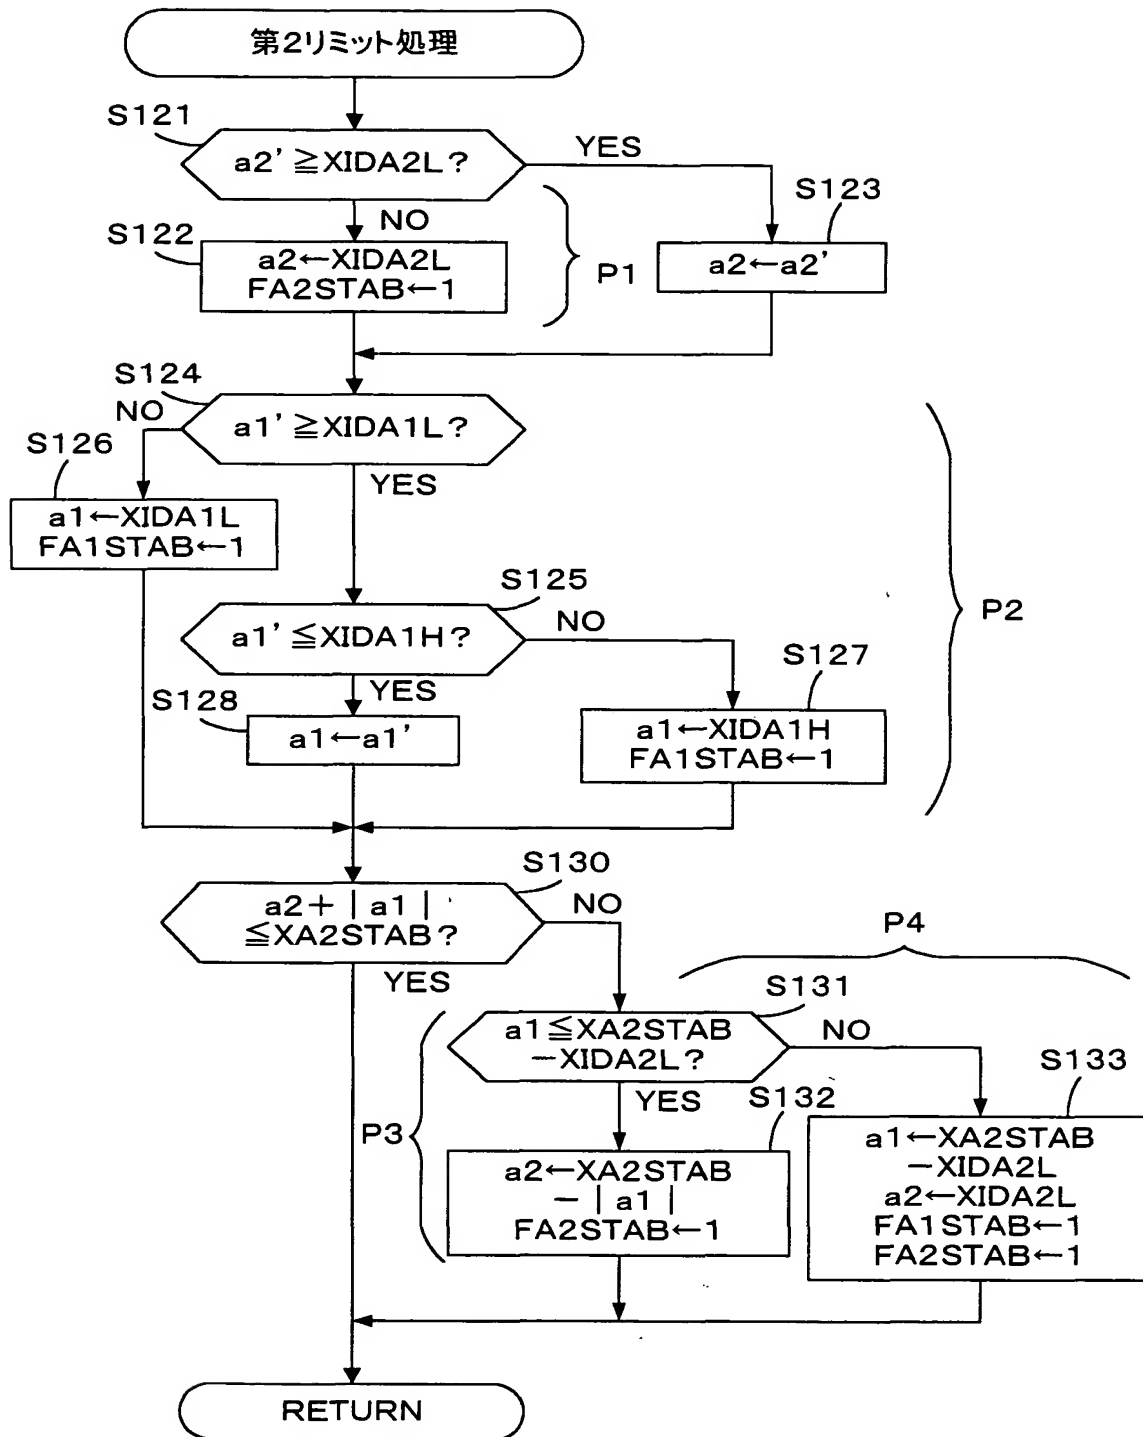 第2リミット処理
S121
a2'≧XIDA2L?
YES
S123
NO
S122
a2←XIDA2L
FA2STAB←1
P1
a2←a2'
S124
NO
a1'≧XIDA1L?
S126
YES
a1←XIDA1L
FA1STAB←1
S125
a1'≦XIDA1H?
NO
P2
S127
YES
S128
a1←a1'
a1←XIDA1H
FA1STAB←1
S130
a2+|a1|
≦XA2STAB?
NO
P4
YES
S131
a1≦XA2STAB
-XIDA2L?
NO
S133
YES
S132
P3
a2←XA2STAB
-|a1|
FA2STAB←1
a1←XA2STAB
-XIDA2L
a2←XIDA2L
FA1STAB←1
FA2STAB←1
RETURN